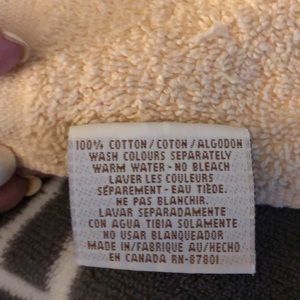 100% COTTON/COTON/ALGODON
WASH COLOURS SEPARATELY
WARM WATER - NO BLEACH
LAVER LES COULEURS
SÉPAREMENT - EAU TIÈDE.
NE PAS BLANCHIR.
LAVAR SEPARADAMENTE
CON AGUA TIBIA SOLAMENTE
NO USAR BLANQUEADOR
MADE IN/FABRIQUE AU/HECHO
EN CANADA RN-87801